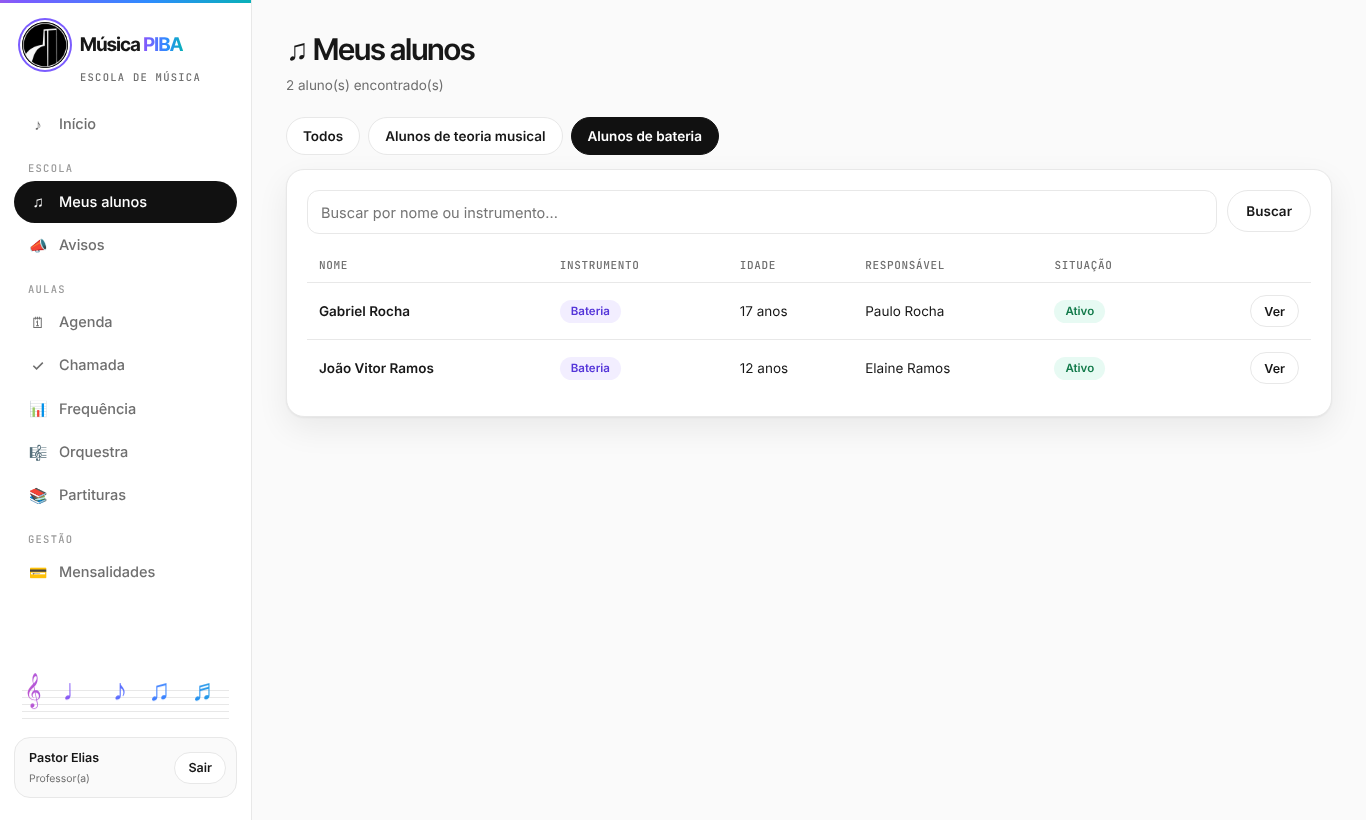 Música PIBA
ESCOLA DE MÚSICA
Início
ESCOLA
Meus alunos
Avisos
AULAS
Agenda
Chamada
Frequência
Orquestra
Partituras
GESTÃO
Mensalidades
Pastor Elias
Professor(a)
Sair
Meus alunos
2 aluno(s) encontrado(s)
Todos Alunos de teoria musical Alunos de bateria
Buscar por nome ou instrumento... Buscar
NOME INSTRUMENTO IDADE RESPONSÁVEL SITUAÇÃO
Gabriel Rocha Bateria 17 anos Paulo Rocha Ativo Ver
João Vitor Ramos Bateria 12 anos Elaine Ramos Ativo Ver